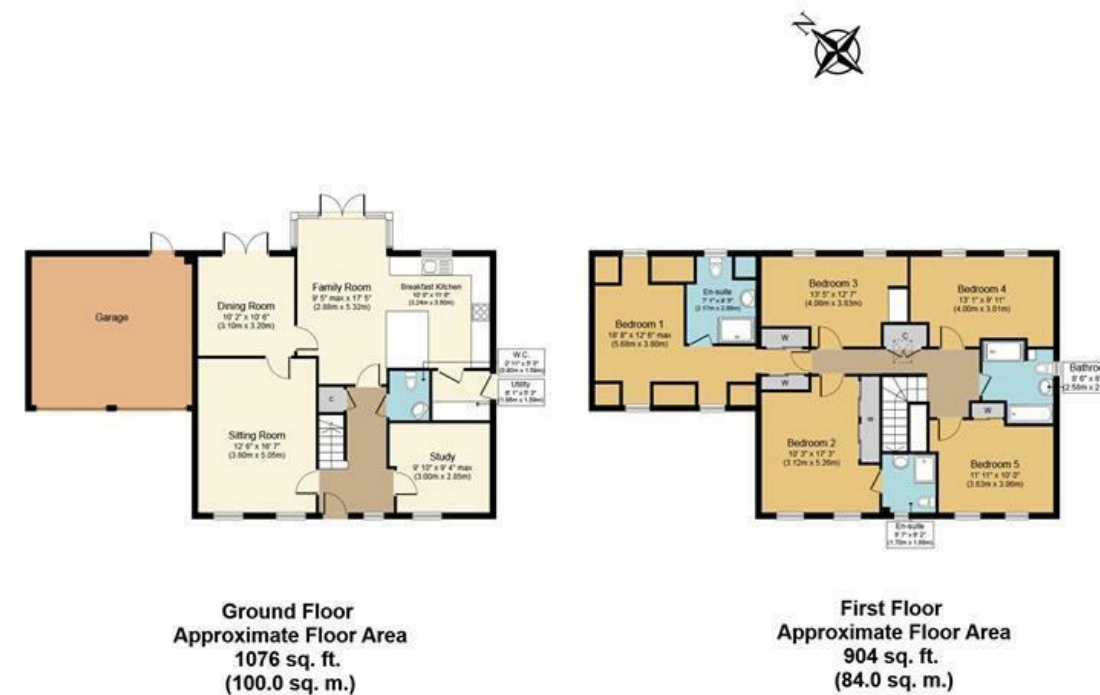 N
Garage
Dining Room
10' 2" x 10' 6"
(3.10m x 3.20m)
Family Room
9' 5" max x 17' 5"
(2.88m x 5.32m)
Breakfast Kitchen
(3.24m x 3.50m)
W.C.
Utility
C
Sitting Room
12' 6" x 16' 7"
(3.80m x 5.05m)
Study
9' 10" x 9' 4" max
(3.00m x 2.85m)
Ground Floor
Approximate Floor Area
1076 sq. ft.
(100.0 sq. m.)
Bedroom 1
18' 8" x 12' 6" max
(5.68m x 3.80m)
En-suite
Bedroom 3
13' 5" x 12' 7"
(4.08m x 3.83m)
Bedroom 4
13' 1" x 9' 11"
(4.00m x 3.01m)
W
C
W
W
W
Bathroo
Bedroom 2
10' 3" x 17' 3"
(3.12m x 5.26m)
Bedroom 5
11' 11" x 10' 0"
(3.63m x 3.06m)
En-suite
First Floor
Approximate Floor Area
904 sq. ft.
(84.0 sq. m.)